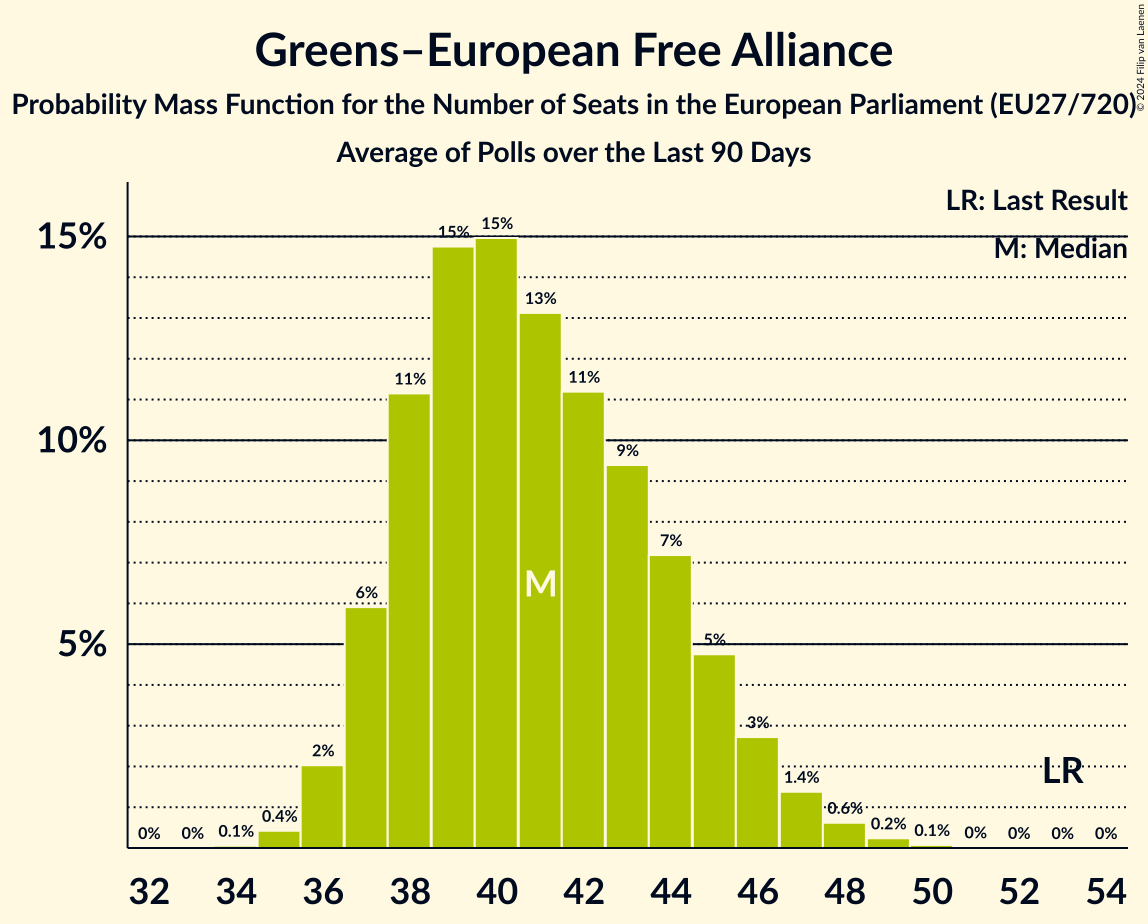 Greens–European Free Alliance
Probability Mass Function for the Number of Seats in the European Parliament (EU27/720)
Average of Polls over the Last 90 Days
© 2024 Filip van Laenen
LR: Last Result
M: Median
15%
10%
5%
0%
0%
0.1%
0.4%
2%
6%
11%
15%
15%
13%
11%
9%
7%
5%
3%
1.4%
0.6%
0.2%
0.1%
0%
0%
0%
0%
M
LR
32 34 36 38 40 42 44 46 48 50 52 54